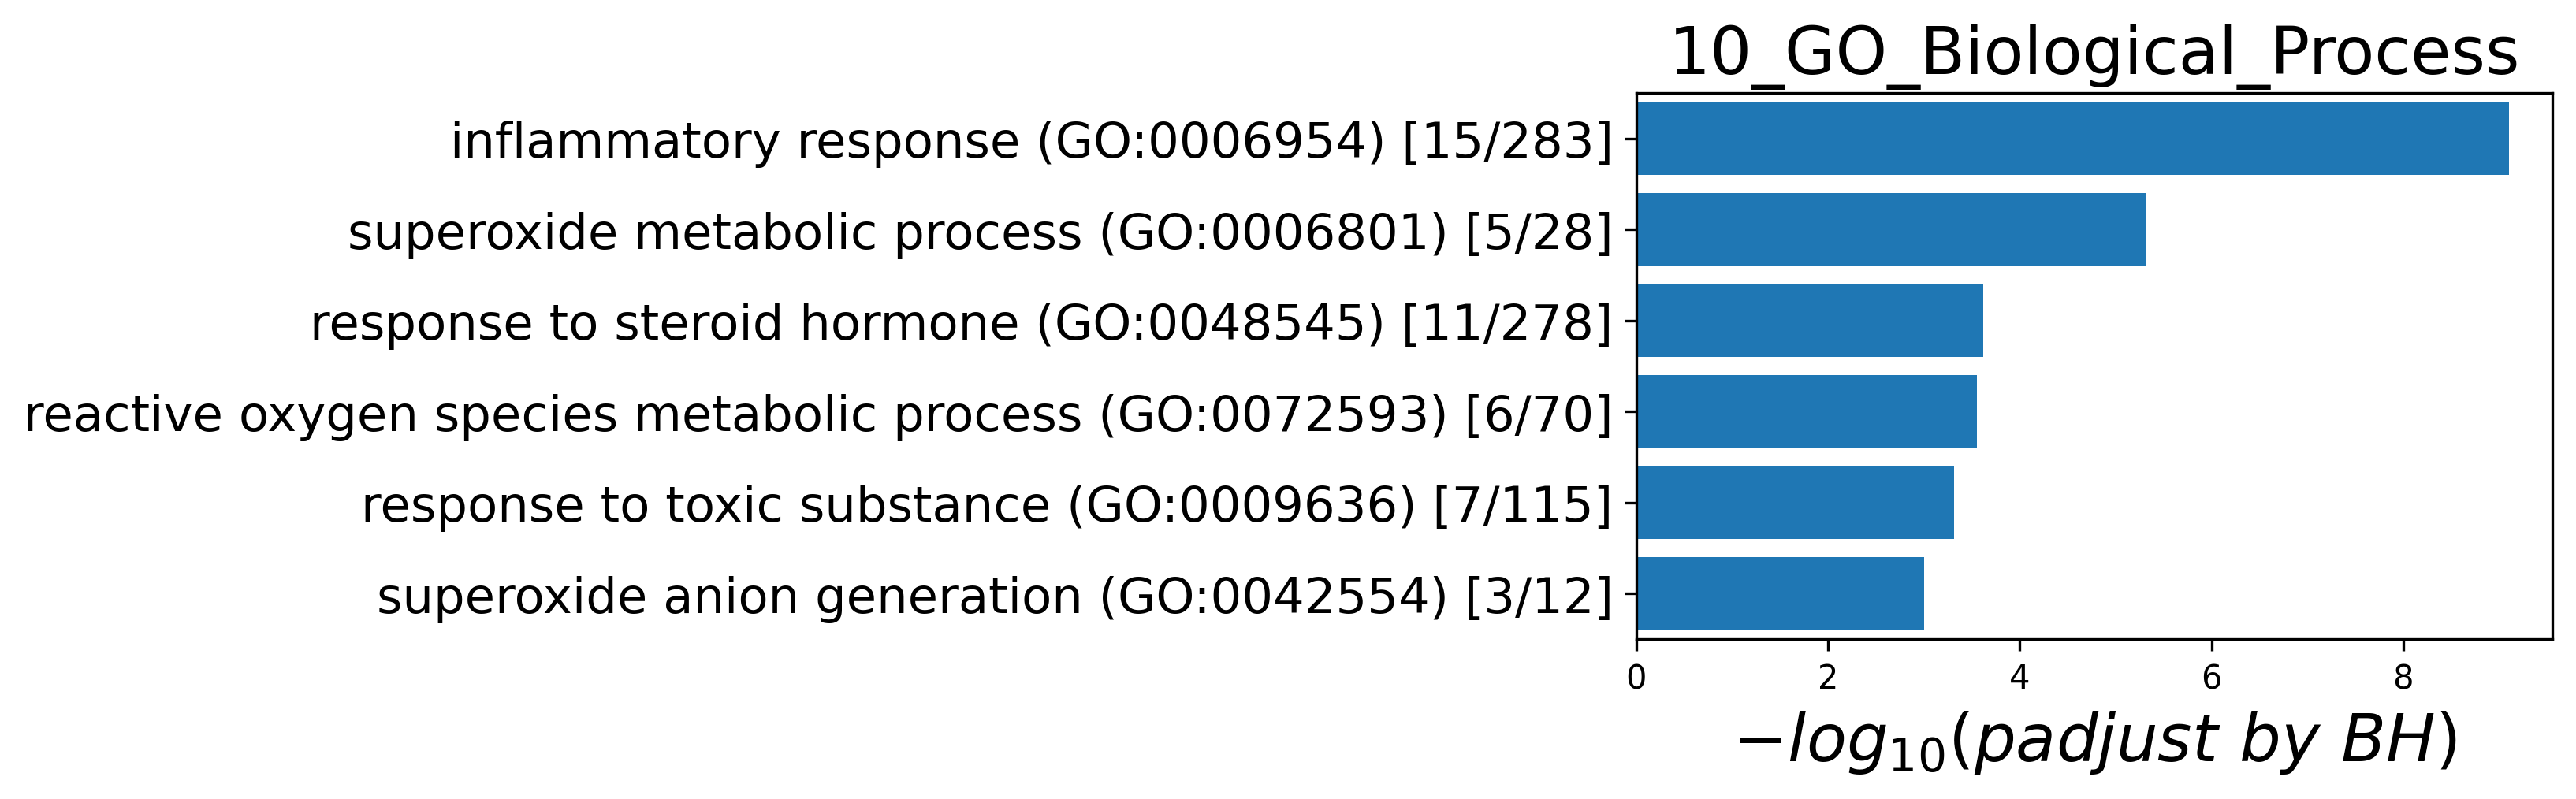 10_GO_Biological_Process
inflammatory response (GO:0006954) [15/283]
superoxide metabolic process (GO:0006801) [5/28]
response to steroid hormone (GO:0048545) [11/278]
reactive oxygen species metabolic process (GO:0072593) [6/70]
response to toxic substance (GO:0009636) [7/115]
superoxide anion generation (GO:0042554) [3/12]
0 2 4 6 8
−log₁₀(padjust by BH)